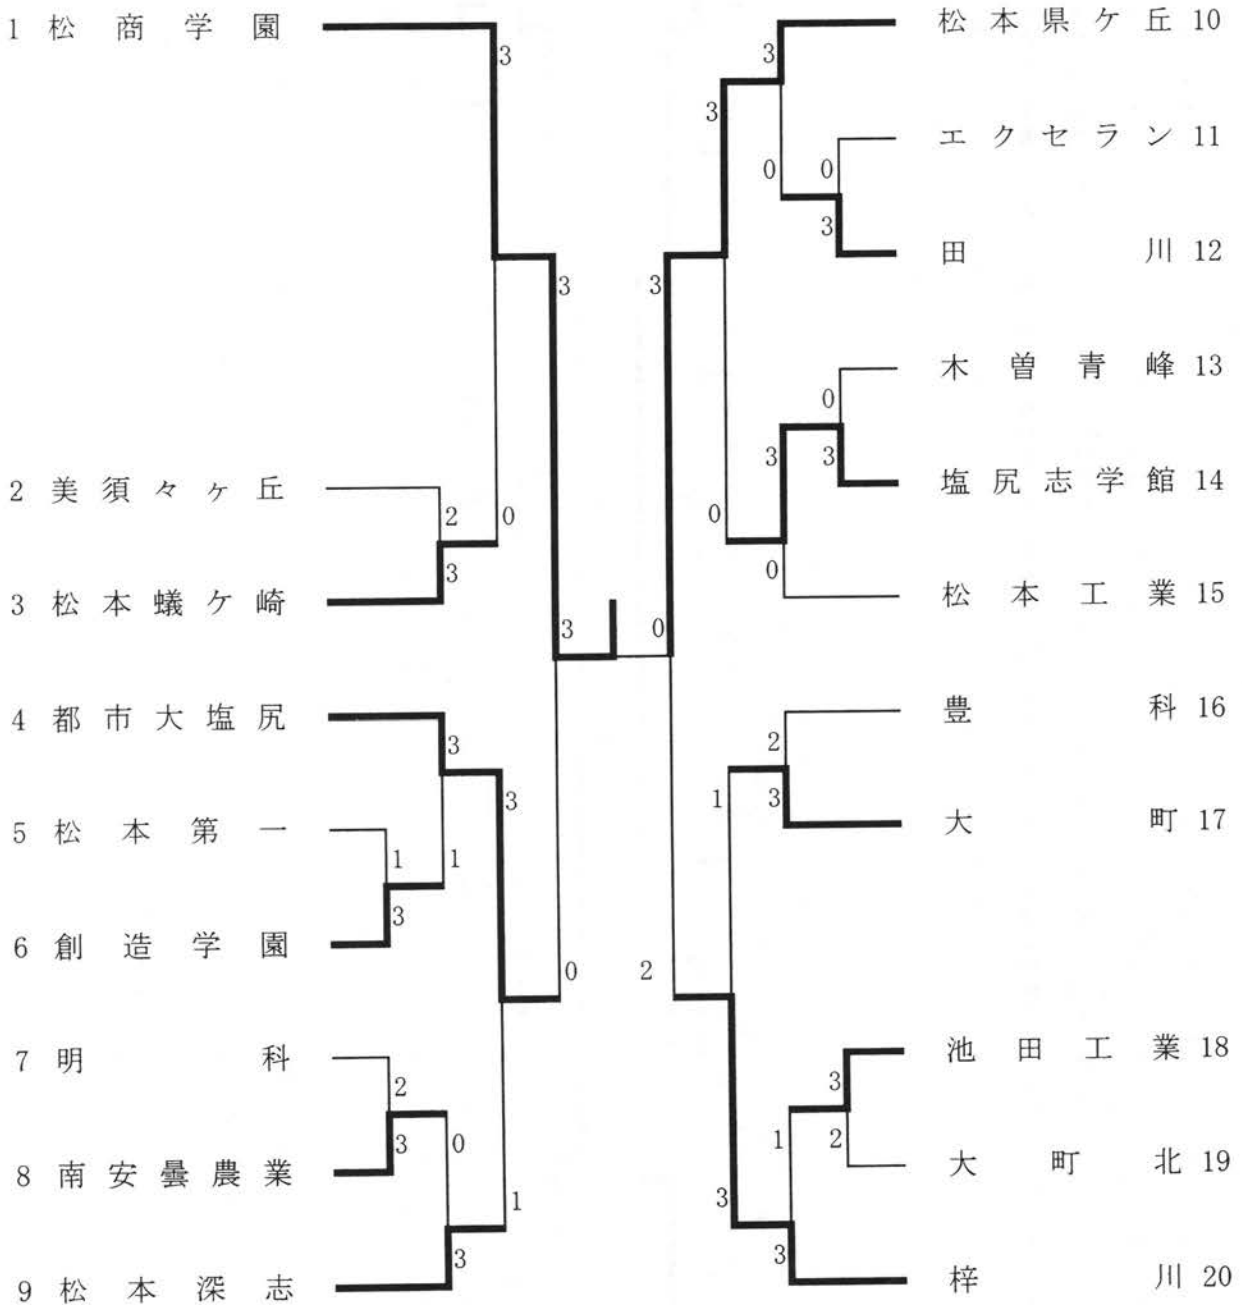 1 松商学園
3
2 美須々ヶ丘
2
0
3 松本蟻ケ崎
3
3
4 都市大塩尻
3
3
5 松本第一
1
1
6 創造学園
3
0
7 明科
2
8 南安曇農業
3
0
1
9 松本深志
3
3
松本県ケ丘 10
3
3
エクセラン 11
0
0
田川 12
3
3
木曽青峰 13
0
塩尻志学館 14
3
3
0
松本工業 15
0
0
豊科 16
2
大町 17
3
1
2
池田工業 18
3
大町北 19
2
1
梓川 20
3
3